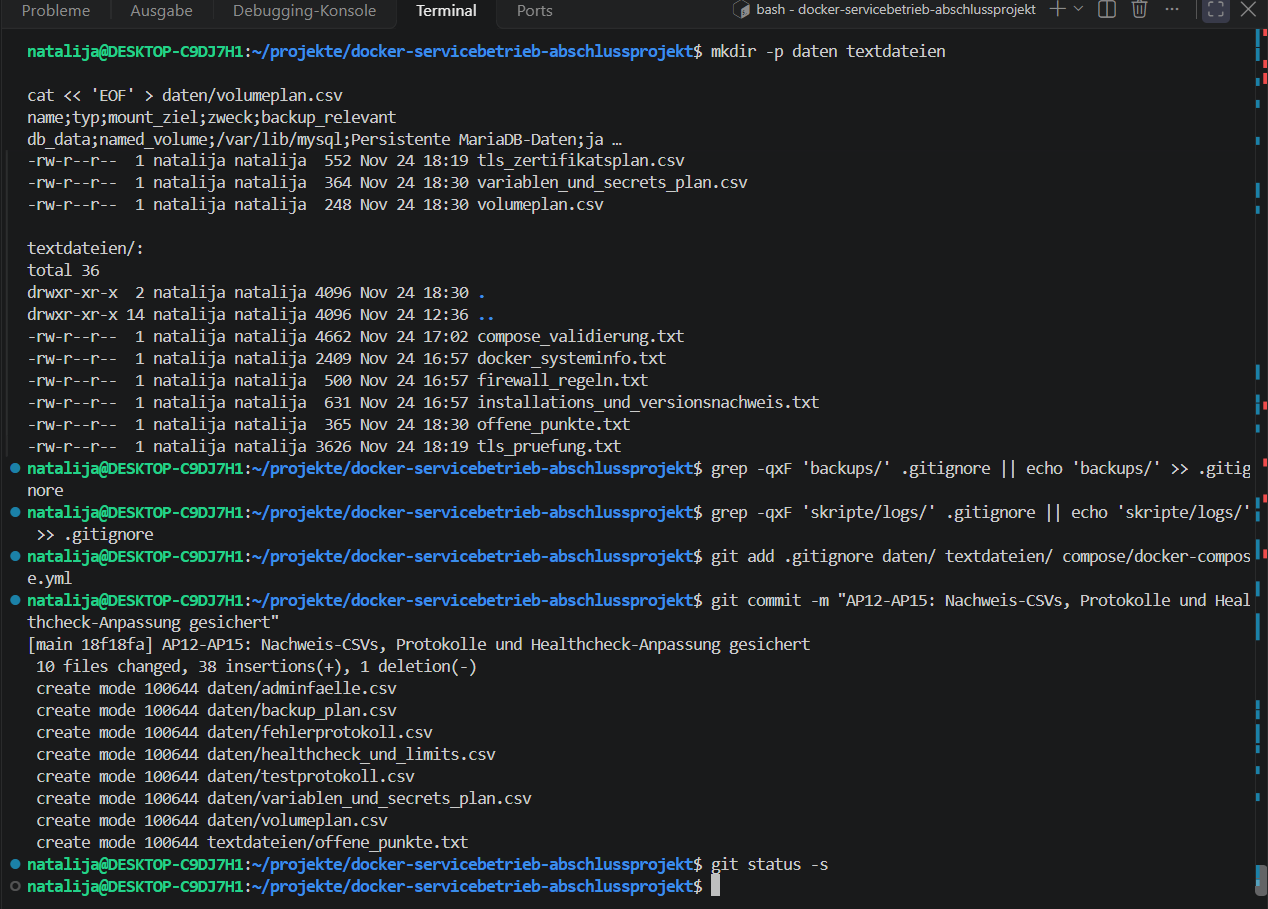 Probleme Ausgabe Debugging-Konsole Terminal Ports bash - docker-servicebetrieb-abschlussprojekt
natalija@DESKTOP-C9DJ7H1:~/projekte/docker-servicebetrieb-abschlussprojekt$ mkdir -p daten textdateien
cat << 'EOF' > daten/volumeplan.csv
name;typ;mount_ziel;zweck;backup_relevant
db_data;named_volume;/var/lib/mysql;Persistente MariaDB-Daten;ja …
-rw-r--r--  1 natalija natalija  552 Nov 24 18:19 tls_zertifikatsplan.csv
-rw-r--r--  1 natalija natalija  364 Nov 24 18:30 variablen_und_secrets_plan.csv
-rw-r--r--  1 natalija natalija  248 Nov 24 18:30 volumeplan.csv
textdateien/:
total 36
drwxr-xr-x  2 natalija natalija 4096 Nov 24 18:30 .
drwxr-xr-x 14 natalija natalija 4096 Nov 24 12:36 ..
-rw-r--r--  1 natalija natalija 4662 Nov 24 17:02 compose_validierung.txt
-rw-r--r--  1 natalija natalija 2409 Nov 24 16:57 docker_systeminfo.txt
-rw-r--r--  1 natalija natalija  500 Nov 24 16:57 firewall_regeln.txt
-rw-r--r--  1 natalija natalija  631 Nov 24 16:57 installations_und_versionsnachweis.txt
-rw-r--r--  1 natalija natalija  365 Nov 24 18:30 offene_punkte.txt
-rw-r--r--  1 natalija natalija 3626 Nov 24 18:19 tls_pruefung.txt
natalija@DESKTOP-C9DJ7H1:~/projekte/docker-servicebetrieb-abschlussprojekt$ grep -qxF 'backups/' .gitignore || echo 'backups/' >> .gitig
nore
natalija@DESKTOP-C9DJ7H1:~/projekte/docker-servicebetrieb-abschlussprojekt$ grep -qxF 'skripte/logs/' .gitignore || echo 'skripte/logs/'
 >> .gitignore
natalija@DESKTOP-C9DJ7H1:~/projekte/docker-servicebetrieb-abschlussprojekt$ git add .gitignore daten/ textdateien/ compose/docker-compos
e.yml
natalija@DESKTOP-C9DJ7H1:~/projekte/docker-servicebetrieb-abschlussprojekt$ git commit -m "AP12-AP15: Nachweis-CSVs, Protokolle und Heal
thcheck-Anpassung gesichert"
[main 18f18fa] AP12-AP15: Nachweis-CSVs, Protokolle und Healthcheck-Anpassung gesichert
 10 files changed, 38 insertions(+), 1 deletion(-)
 create mode 100644 daten/adminfaelle.csv
 create mode 100644 daten/backup_plan.csv
 create mode 100644 daten/fehlerprotokoll.csv
 create mode 100644 daten/healthcheck_und_limits.csv
 create mode 100644 daten/testprotokoll.csv
 create mode 100644 daten/variablen_und_secrets_plan.csv
 create mode 100644 daten/volumeplan.csv
 create mode 100644 textdateien/offene_punkte.txt
natalija@DESKTOP-C9DJ7H1:~/projekte/docker-servicebetrieb-abschlussprojekt$ git status -s
natalija@DESKTOP-C9DJ7H1:~/projekte/docker-servicebetrieb-abschlussprojekt$